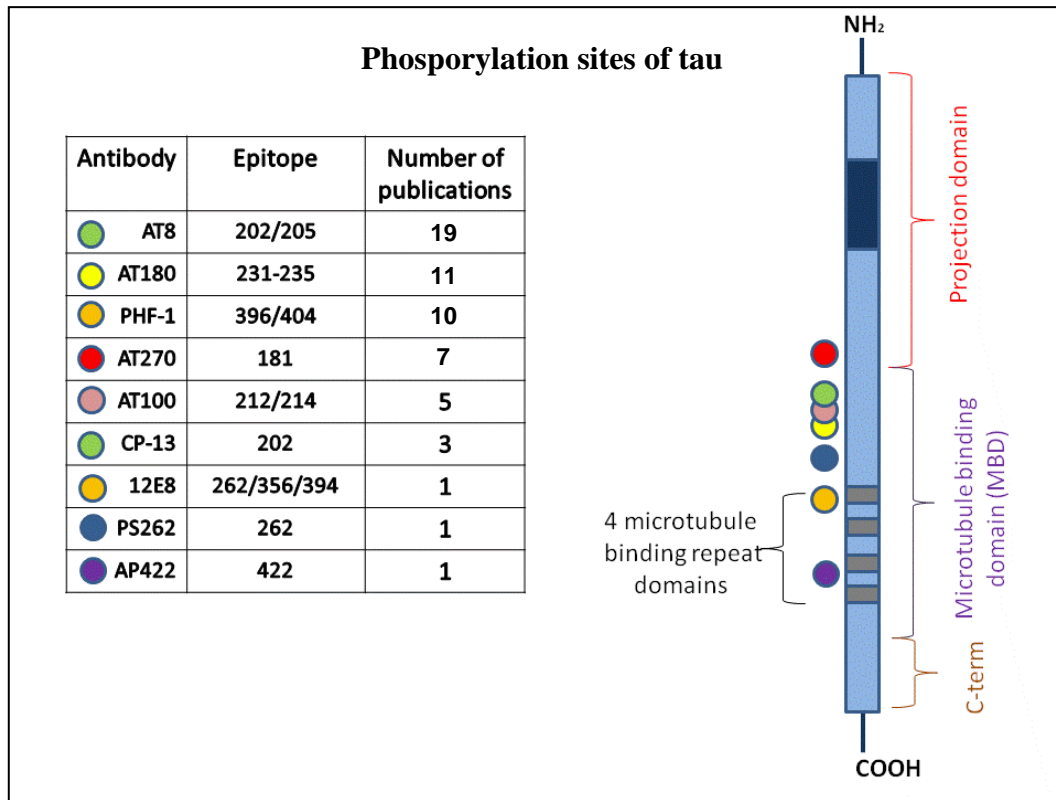 NH₂
Phosporylation sites of tau
Antibody Epitope Number of
publications
AT8 202/205 19
AT180 231-235 11
PHF-1 396/404 10
AT270 181 7
AT100 212/214 5
CP-13 202 3
12E8 262/356/394 1
PS262 262 1
AP422 422 1
Projection domain
Microtubule binding
domain (MBD)
4 microtubule
binding repeat
domains
C-term
COOH